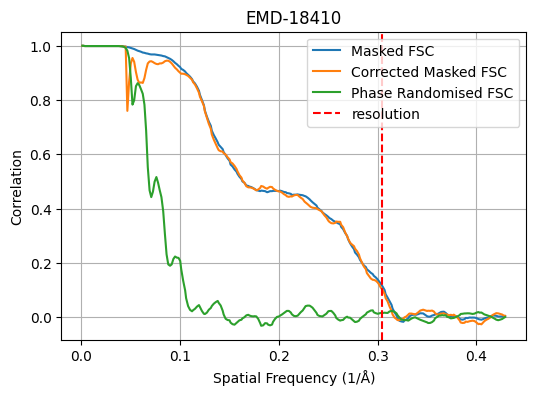 EMD-18410
Masked FSC
Corrected Masked FSC
Phase Randomised FSC
resolution
Correlation
1.0
0.8
0.6
0.4
0.2
0.0
0.0 0.1 0.2 0.3 0.4
Spatial Frequency (1/Å)